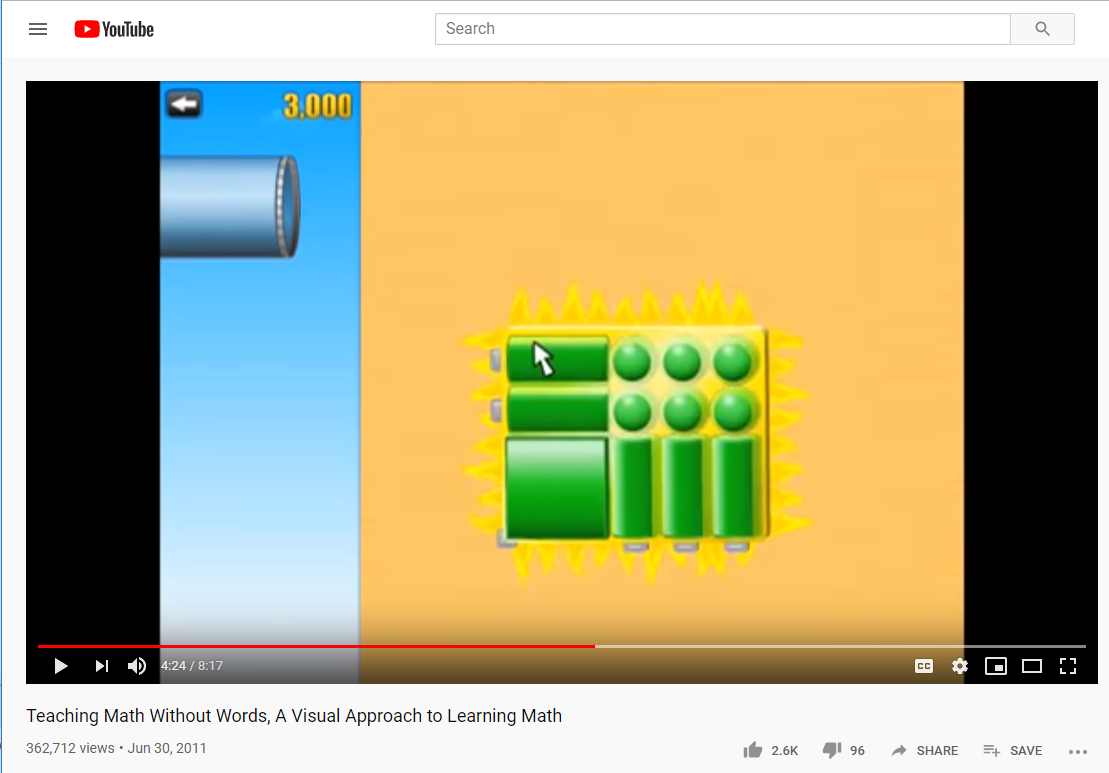 YouTube
Search
3,000
4:24 / 8:17
CC
Teaching Math Without Words, A Visual Approach to Learning Math
362,712 views • Jun 30, 2011
2.6K 96 SHARE SAVE